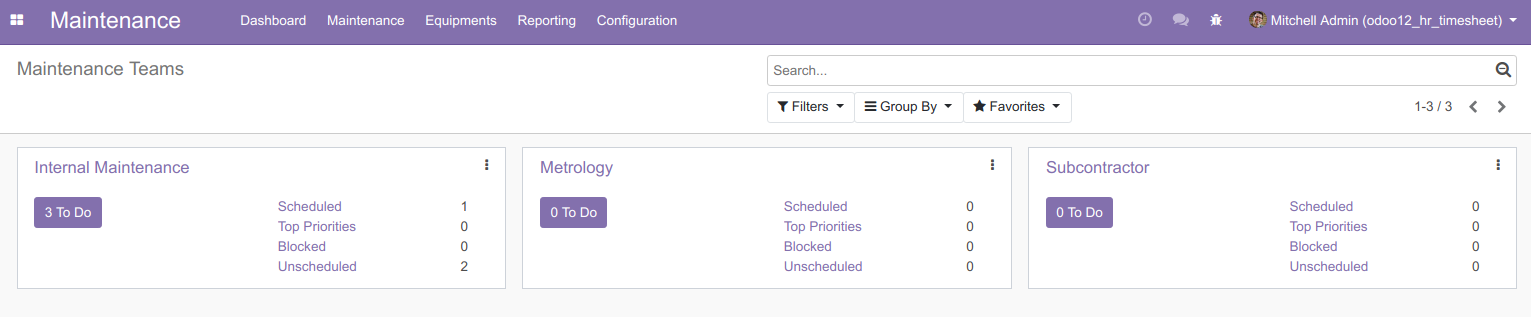 Maintenance Dashboard Maintenance Equipments Reporting Configuration Mitchell Admin (odoo12_hr_timesheet)
Maintenance Teams
Search...
Filters Group By Favorites 1-3 / 3
Internal Maintenance
3 To Do
Scheduled 1
Top Priorities 0
Blocked 0
Unscheduled 2
Metrology
0 To Do
Scheduled 0
Top Priorities 0
Blocked 0
Unscheduled 0
Subcontractor
0 To Do
Scheduled 0
Top Priorities 0
Blocked 0
Unscheduled 0